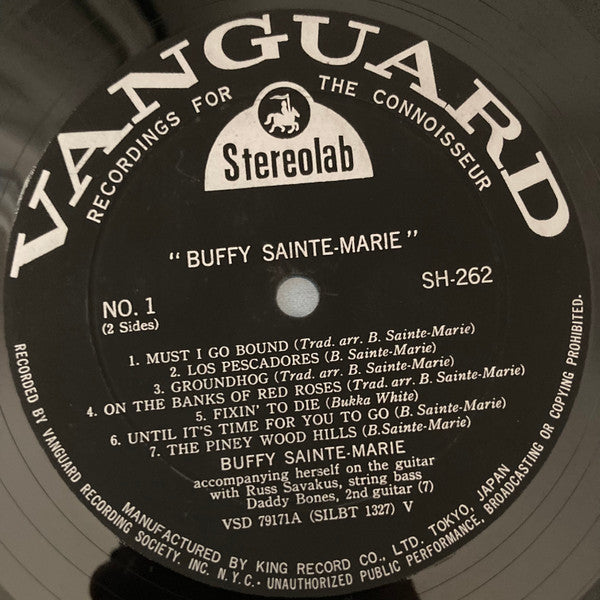 VANGUARD
RECORDINGS FOR THE CONNOISSEUR
Stereolab
"BUFFY SAINTE-MARIE"
SH-262
NO. 1
(2 Sides)
1. MUST I GO BOUND (Trad. arr. B. Sainte-Marie)
2. LOS PESCADORES (B. Sainte-Marie)
3. GROUNDHOG (Trad. arr. B. Sainte-Marie)
4. ON THE BANKS OF RED ROSES (Trad. arr. B. Sainte-Marie)
5. FIXIN' TO DIE (Bukka White)
6. UNTIL IT'S TIME FOR YOU TO GO (B. Sainte-Marie)
7. THE PINEY WOOD HILLS (B.Sainte-Marie)
BUFFY SAINTE-MARIE
accompanying herself on the guitar
with Russ Savakus, string bass
Daddy Bones, 2nd guitar (7)
VSD 79171A (SILBT 1327) V
MANUFACTURED BY KING RECORD CO., LTD. TOKYO, JAPAN
RECORDED BY VANGUARD RECORDING SOCIETY, INC. N.Y.C. · UNAUTHORIZED PUBLIC PERFORMANCE, BROADCASTING OR COPYING PROHIBITED.